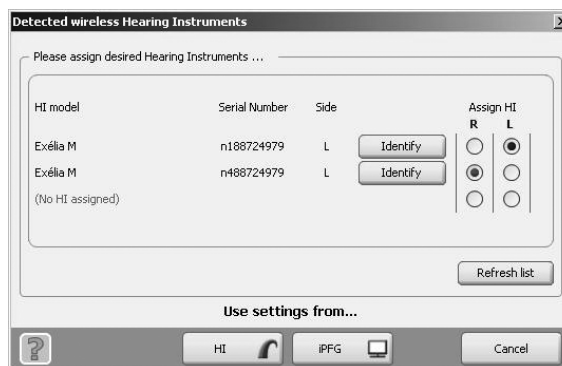 Detected wireless Hearing Instruments
Please assign desired Hearing Instruments ...
HI model Serial Number Side Assign HI
R L
Exélia M n188724979 L Identify
Exélia M n488724979 L Identify
(No HI assigned)
Refresh list
Use settings from...
? HI iPFG Cancel